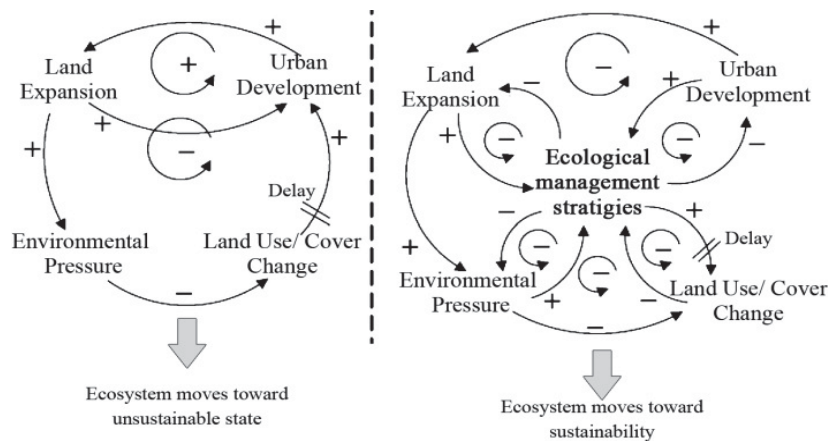 +
Land
Expansion
+
Urban
Development
+
-
+
+
Delay
Environmental
Pressure
Land Use/ Cover
Change
-
Ecosystem moves toward
unsustainable state
+
-
Land
Expansion
-
+
Urban
Development
+
-
-
-
Ecological
management
stratigies
-
+
-
-
Delay
+
Environmental
Pressure
+
-
-
Land Use/ Cover
Change
-
Ecosystem moves toward
sustainability